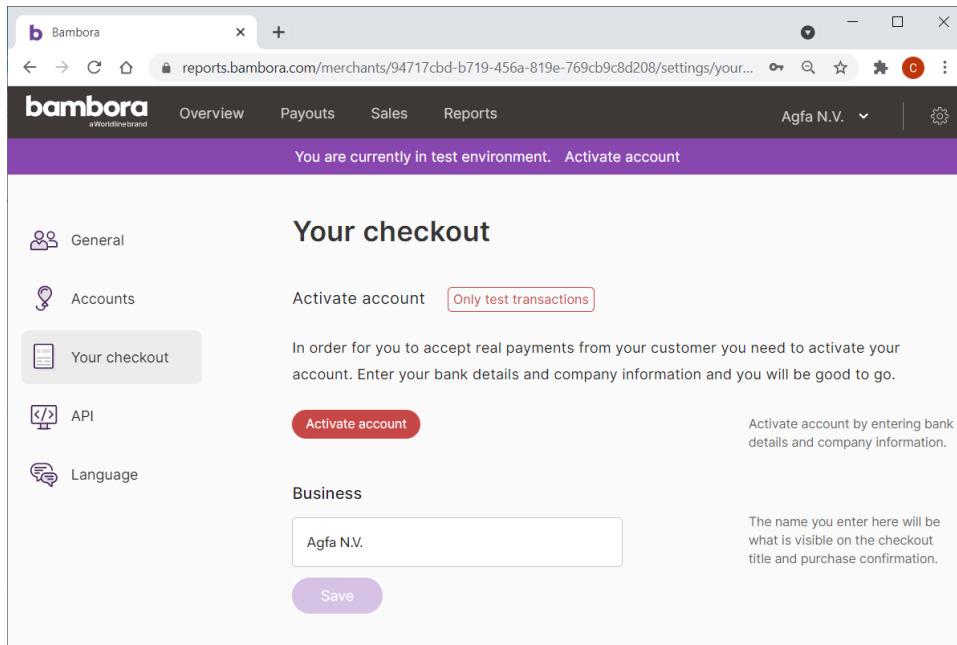 Bambora
reports.bambora.com/merchants/94717cbd-b719-456a-819e-769cb9c8d208/settings/your...
C
bambora
a Worldline brand
Overview
Payouts
Sales
Reports
Agfa N.V.
You are currently in test environment. Activate account
General
Accounts
Your checkout
API
Language
Your checkout
Activate account
Only test transactions
In order for you to accept real payments from your customer you need to activate your
account. Enter your bank details and company information and you will be good to go.
Activate account
Activate account by entering bank
details and company information.
Business
Agfa N.V.
The name you enter here will be
what is visible on the checkout
title and purchase confirmation.
Save